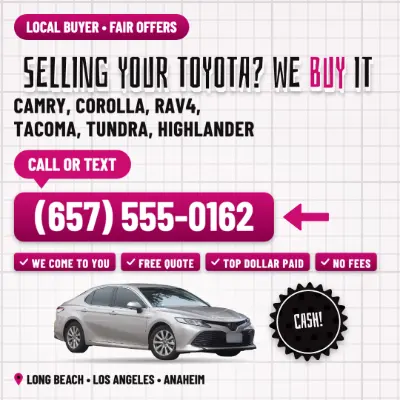 LOCAL BUYER • FAIR OFFERS
SELLING YOUR TOYOTA? WE BUY IT
CAMRY, COROLLA, RAV4,
TACOMA, TUNDRA, HIGHLANDER
CALL OR TEXT
(657) 555-0162
WE COME TO YOU
FREE QUOTE
TOP DOLLAR PAID
NO FEES
CASH!
LONG BEACH • LOS ANGELES • ANAHEIM